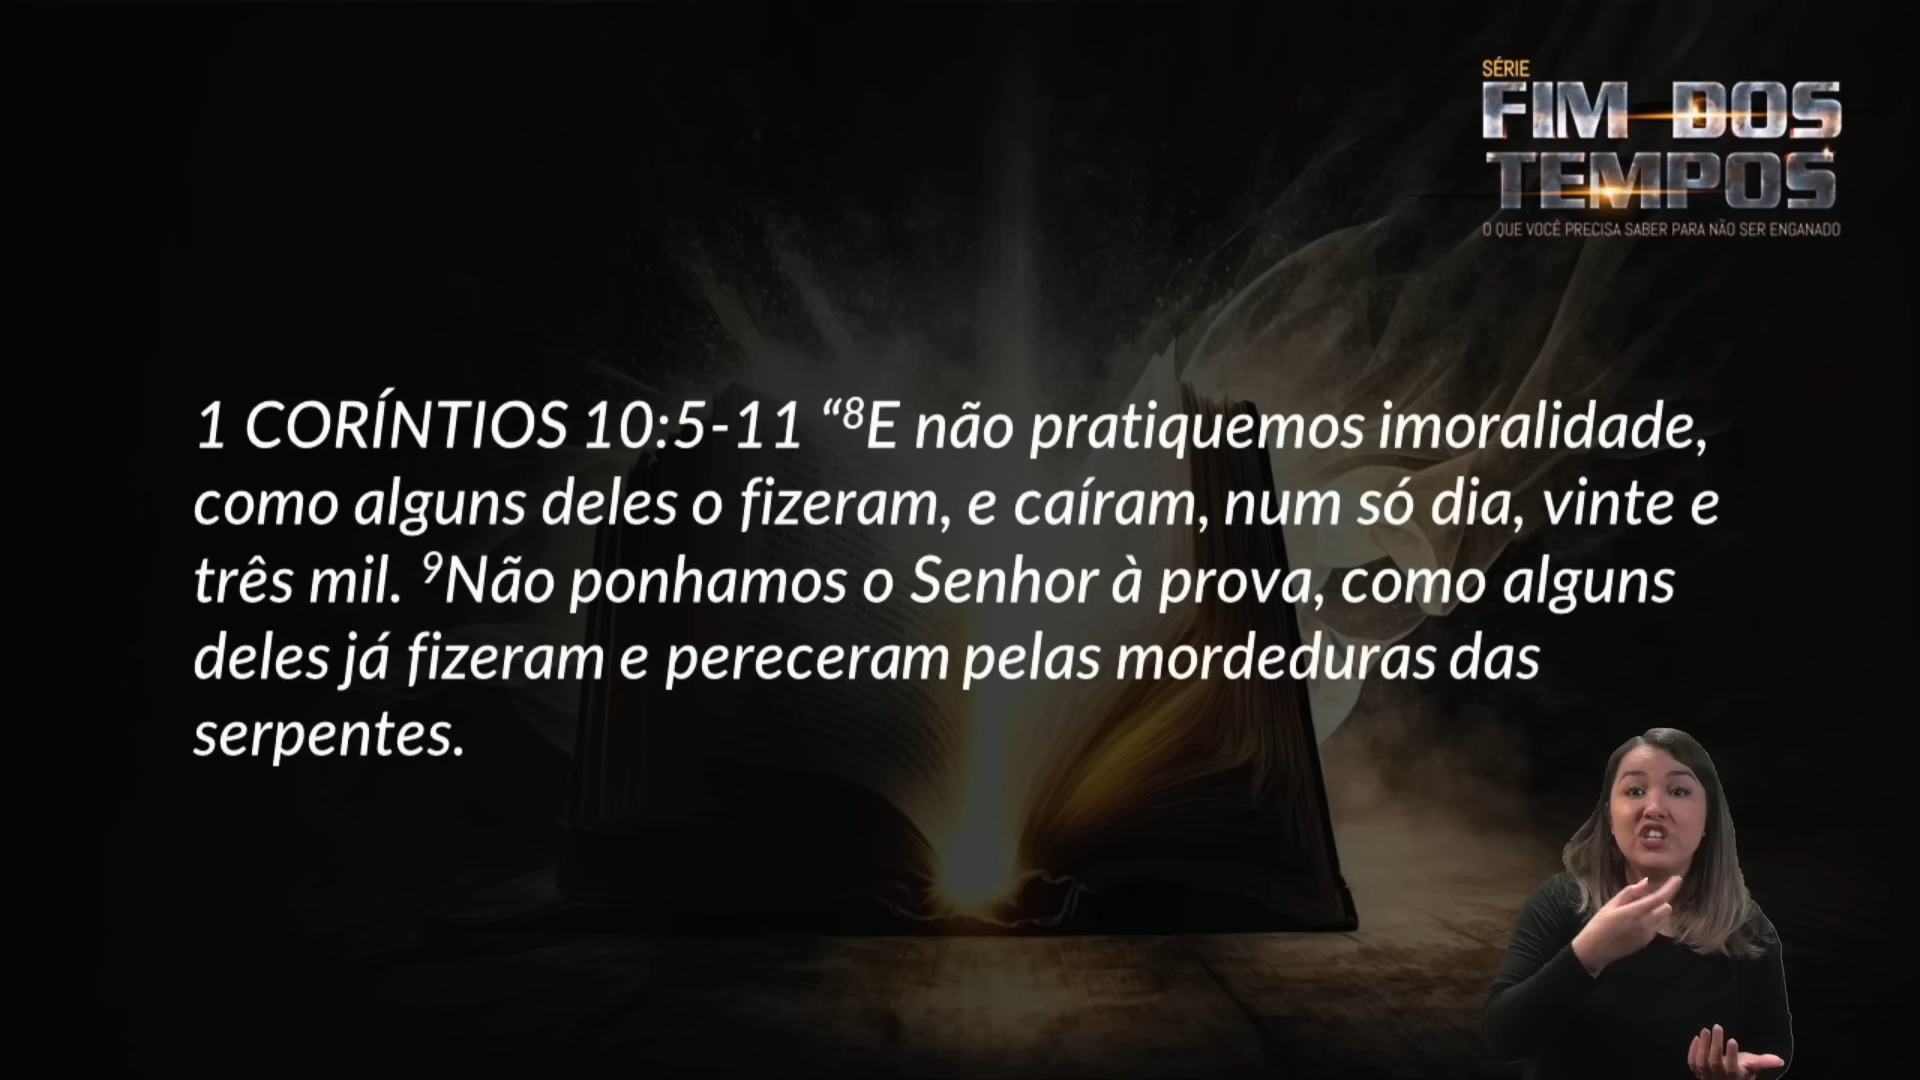 SÉRIE
FIM DOS
TEMPOS
O QUE VOCÊ PRECISA SABER PARA NÃO SER ENGANADO
1 CORÍNTIOS 10:5-11 “⁸E não pratiquemos imoralidade,
como alguns deles o fizeram, e caíram, num só dia, vinte e
três mil. ⁹Não ponhamos o Senhor à prova, como alguns
deles já fizeram e pereceram pelas mordeduras das
serpentes.